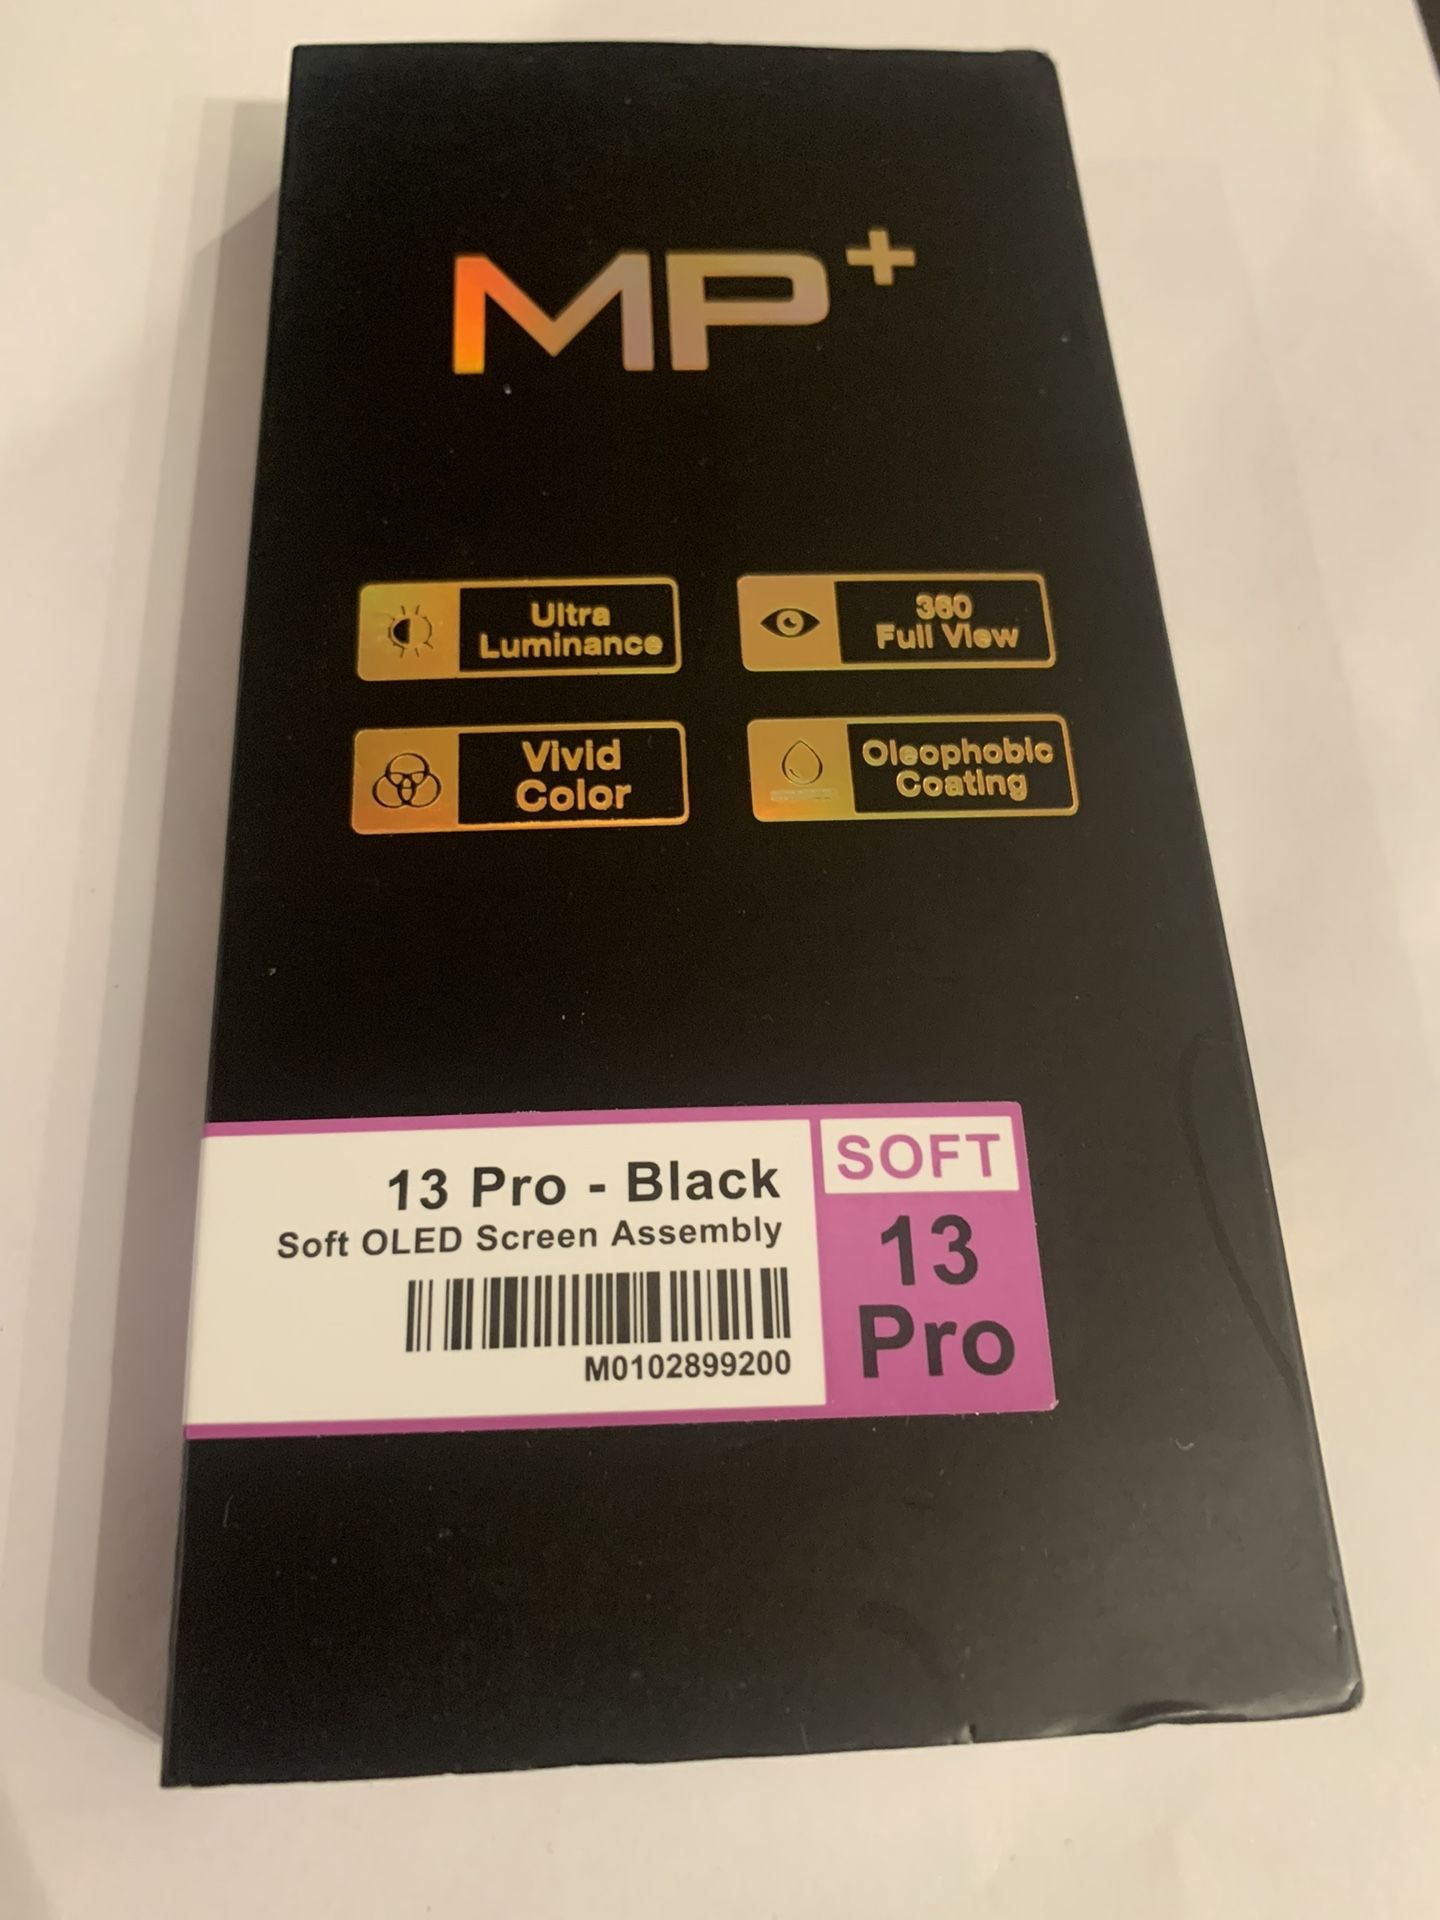 MP+
Ultra
Luminance
360
Full View
Vivid
Color
Oleophobic
Coating
13 Pro - Black
Soft OLED Screen Assembly
M0102899200
SOFT
13
Pro